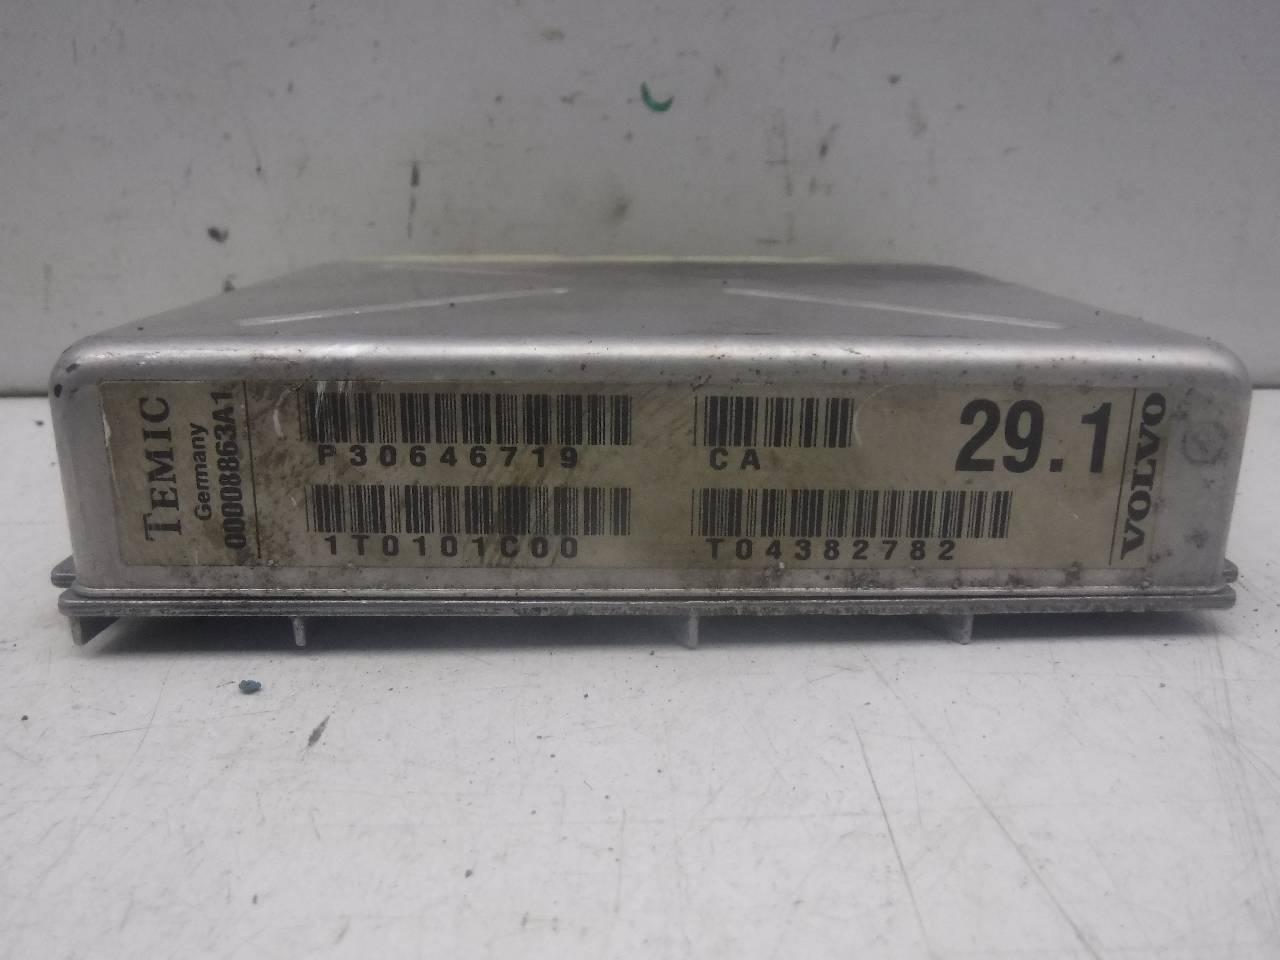 TEMIC
Germany
00008863A1
P30646719
CA
29.1
1T0101C00
T04382782
VOLVO